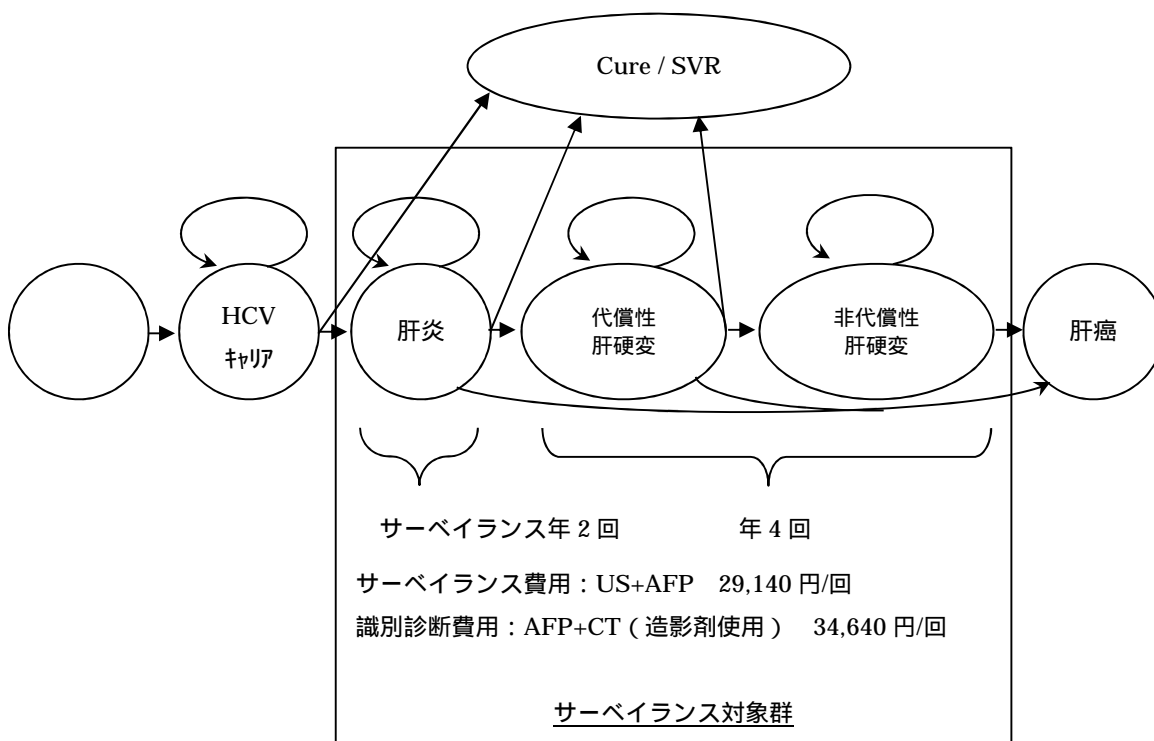 Cure / SVR
HCV
ｷｬﾘｱ
肝炎
代償性
肝硬変
非代償性
肝硬変
肝癌
サーベイランス年 2 回 年 4 回
サーベイランス費用：US+AFP 29,140 円/回
識別診断費用：AFP+CT（造影剤使用） 34,640 円/回
サーベイランス対象群